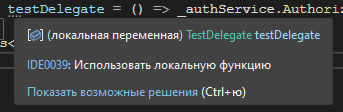 testDelegate = () => _authService.Authoriz
(локальная переменная) TestDelegate testDelegate
IDE0039: Использовать локальную функцию
Показать возможные решения (Ctrl+ю)